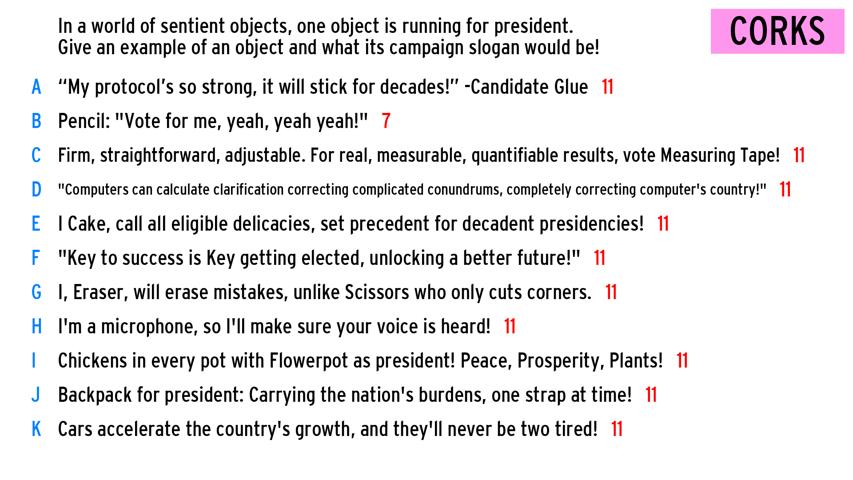 In a world of sentient objects, one object is running for president.
Give an example of an object and what its campaign slogan would be!
CORKS
A “My protocol’s so strong, it will stick for decades!” -Candidate Glue 11
B Pencil: "Vote for me, yeah, yeah yeah!" 7
C Firm, straightforward, adjustable. For real, measurable, quantifiable results, vote Measuring Tape! 11
D "Computers can calculate clarification correcting complicated conundrums, completely correcting computer's country!" 11
E I Cake, call all eligible delicacies, set precedent for decadent presidencies! 11
F "Key to success is Key getting elected, unlocking a better future!" 11
G I, Eraser, will erase mistakes, unlike Scissors who only cuts corners. 11
H I'm a microphone, so I'll make sure your voice is heard! 11
I Chickens in every pot with Flowerpot as president! Peace, Prosperity, Plants! 11
J Backpack for president: Carrying the nation's burdens, one strap at time! 11
K Cars accelerate the country's growth, and they'll never be two tired! 11